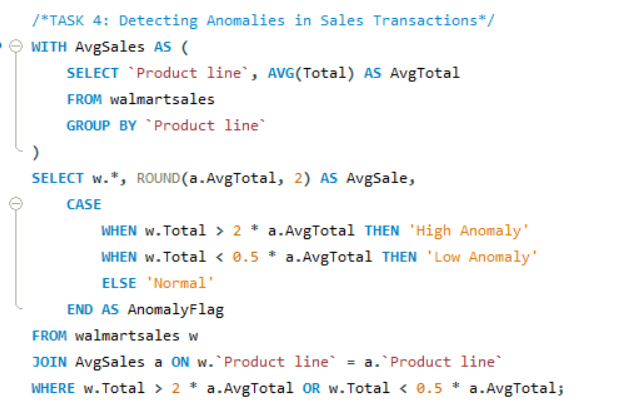 /*TASK 4: Detecting Anomalies in Sales Transactions*/
WITH AvgSales AS (
SELECT `Product line`, AVG(Total) AS AvgTotal
FROM walmartsales
GROUP BY `Product line`
)
SELECT w.*, ROUND(a.AvgTotal, 2) AS AvgSale,
CASE
WHEN w.Total > 2 * a.AvgTotal THEN 'High Anomaly'
WHEN w.Total < 0.5 * a.AvgTotal THEN 'Low Anomaly'
ELSE 'Normal'
END AS AnomalyFlag
FROM walmartsales w
JOIN AvgSales a ON w.`Product line` = a.`Product line`
WHERE w.Total > 2 * a.AvgTotal OR w.Total < 0.5 * a.AvgTotal;